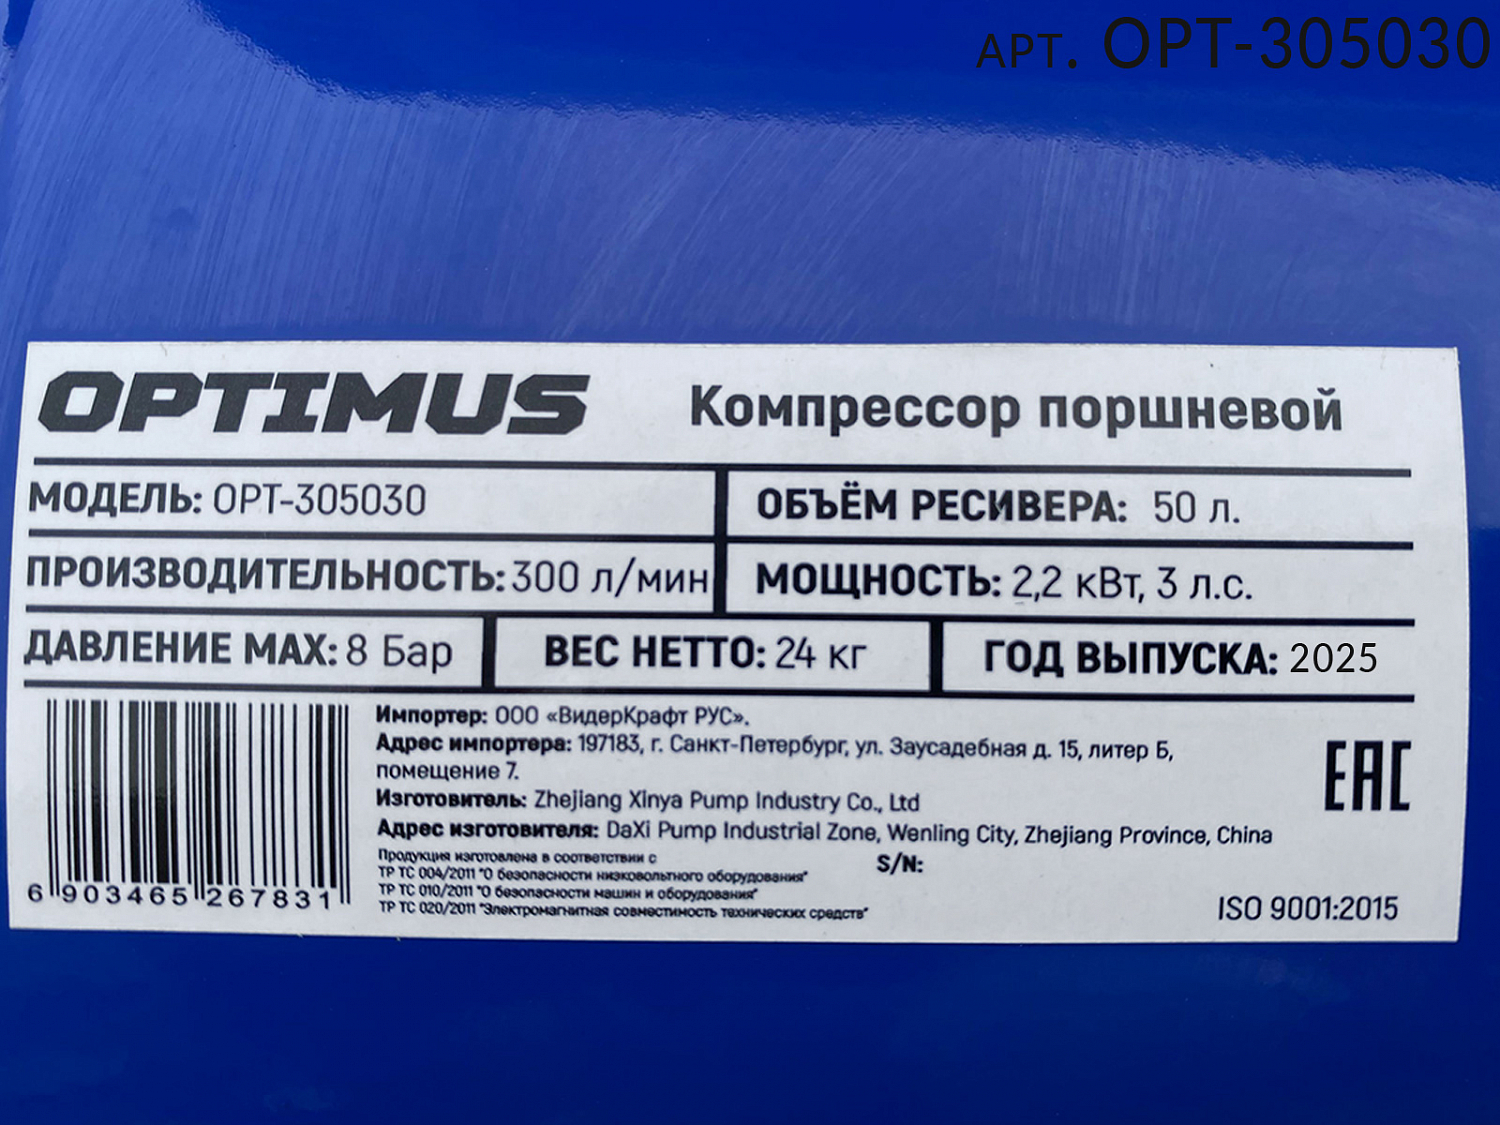 АРТ. OPT-305030
OPTIMUS Компрессор поршневой
МОДЕЛЬ: OPT-305030 ОБЪЁМ РЕСИВЕРА: 50 л.
ПРОИЗВОДИТЕЛЬНОСТЬ: 300 л/мин МОЩНОСТЬ: 2,2 кВт, 3 л.с.
ДАВЛЕНИЕ MAX: 8 Бар ВЕС НЕТТО: 24 кг ГОД ВЫПУСКА: 2025
Импортер: ООО «ВидерКрафт РУС».
Адрес импортера: 197183, г. Санкт-Петербург, ул. Заусадебная д. 15, литер Б,
помещение 7.
Изготовитель: Zhejiang Xinya Pump Industry Co., Ltd
Адрес изготовителя: DaXi Pump Industrial Zone, Wenling City, Zhejiang Province, China
Продукция изготовлена в соответствии с
ТР ТС 004/2011 "О безопасности низковольтного оборудования"
ТР ТС 010/2011 "О безопасности машин и оборудования"
ТР ТС 020/2011 "Электромагнитная совместимость технических средств"
S/N:
EAC
ISO 9001:2015
6 903465 267831